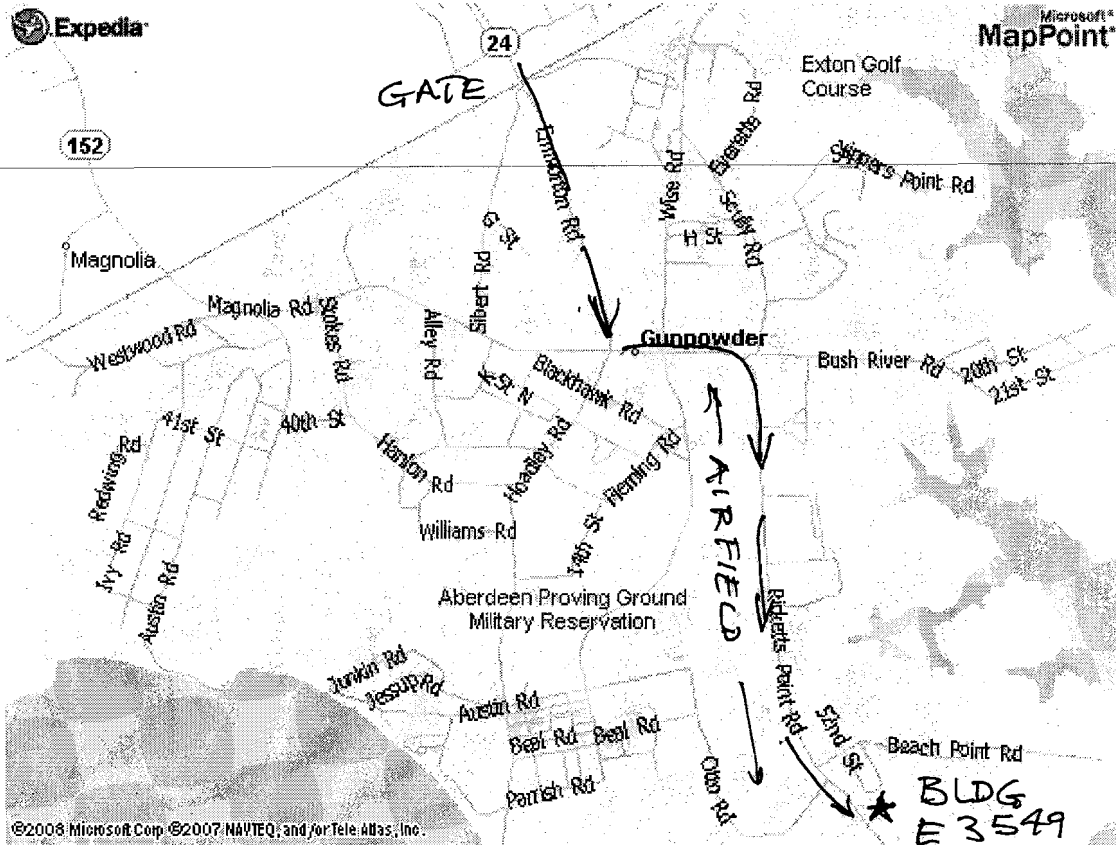 Expedia
Microsoft®
MapPoint®
24
GATE
Exton Golf
Course
152
Emmorton Rd
Wise Rd
Everette Rd
Skippers Point Rd
G St
H St
Scully Rd
Magnolia
Sibert Rd
Magnolia Rd
Westwood Rd
Stokes Rd
Alley Rd
Gunpowder
Bush River Rd
20th St
21st St
K St N
Blackhawk Rd
41st St
40th St
Redwing Rd
Hanlon Rd
Hoadley Rd
Fleming Rd
AIRFIELD
Williams Rd
14th St
Ivy Rd
Austin Rd
Aberdeen Proving Ground
Military Reservation
Ricketts Point Rd
Junkin Rd
Jessup Rd
Austin Rd
Beal Rd
Beal Rd
52nd St
Beach Point Rd
Parrish Rd
Otto Rd
BLDG
E 3549
©2008 Microsoft Corp ©2007 NAVTEQ, and/or Tele Atlas, Inc.